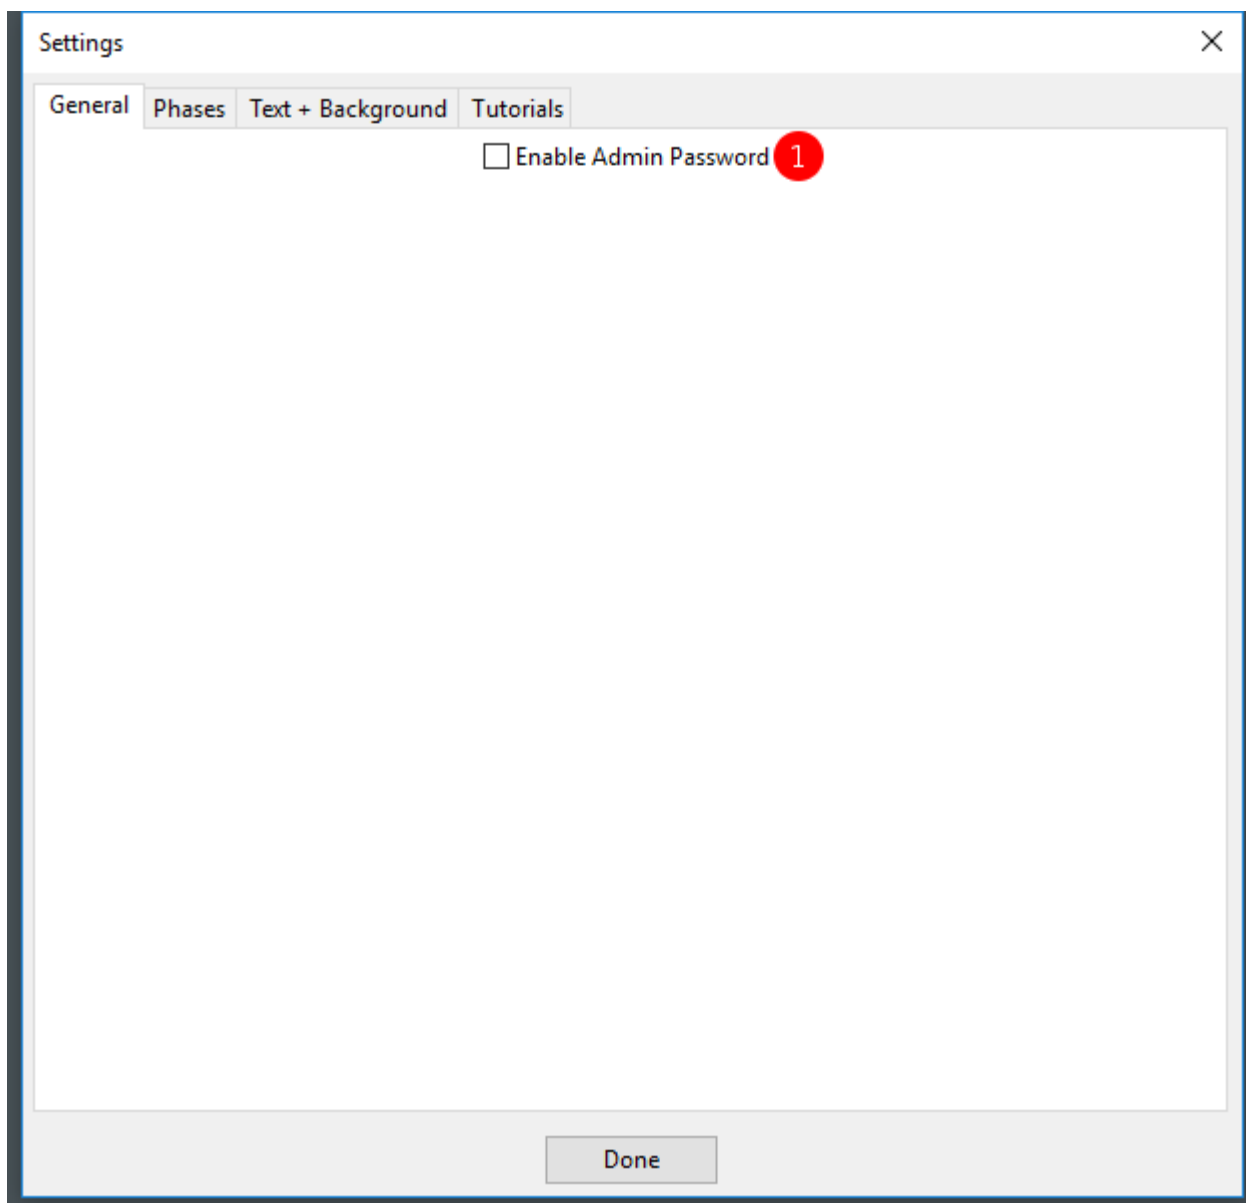 Settings
General Phases Text + Background Tutorials
Enable Admin Password 1
Done